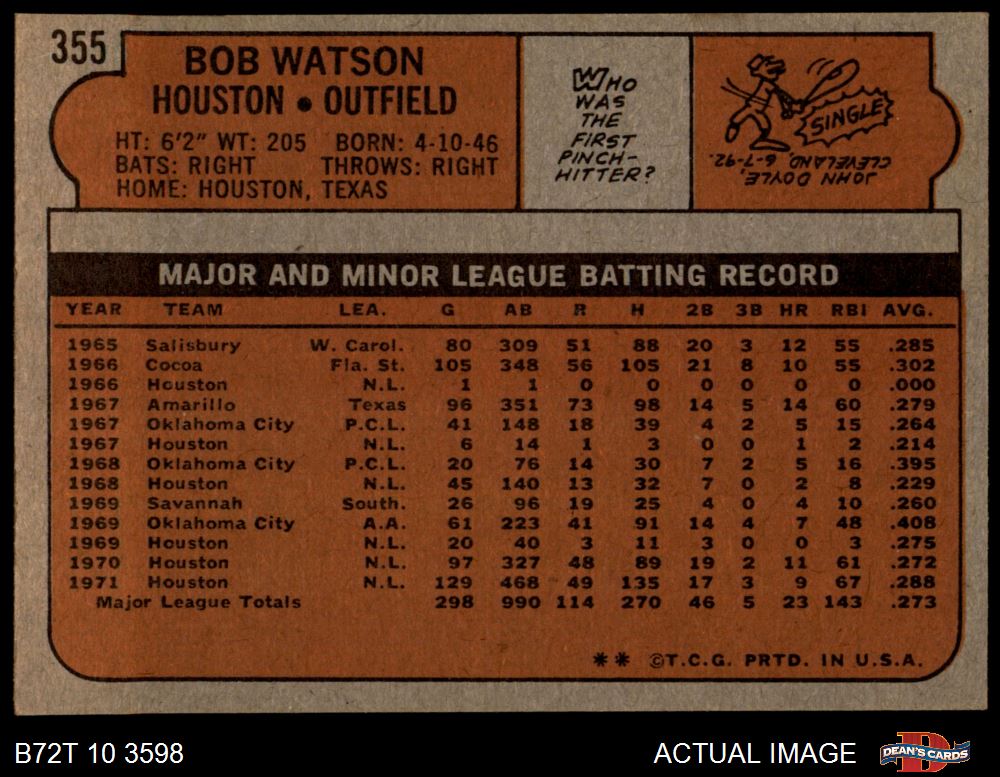 355
BOB WATSON
HOUSTON • OUTFIELD
HT: 6'2" WT: 205 BORN: 4-10-46
BATS: RIGHT THROWS: RIGHT
HOME: HOUSTON, TEXAS
WHO
WAS
THE
FIRST
PINCH-
HITTER?
SINGLE
JOHN DOYLE,
CLEVELAND, 6-7-92.
MAJOR AND MINOR LEAGUE BATTING RECORD
YEAR TEAM LEA. G AB R H 2B 3B HR RBI AVG.
1965 Salisbury W. Carol. 80 309 51 88 20 3 12 55 .285
1966 Cocoa Fla. St. 105 348 56 105 21 8 10 55 .302
1966 Houston N.L. 1 1 0 0 0 0 0 0 .000
1967 Amarillo Texas 96 351 73 98 14 5 14 60 .279
1967 Oklahoma City P.C.L. 41 148 18 39 4 2 5 15 .264
1967 Houston N.L. 6 14 1 3 0 0 1 2 .214
1968 Oklahoma City P.C.L. 20 76 14 30 7 2 5 16 .395
1968 Houston N.L. 45 140 13 32 7 0 2 8 .229
1969 Savannah South. 26 96 19 25 4 0 4 10 .260
1969 Oklahoma City A.A. 61 223 41 91 14 4 7 48 .408
1969 Houston N.L. 20 40 3 11 3 0 0 3 .275
1970 Houston N.L. 97 327 48 89 19 2 11 61 .272
1971 Houston N.L. 129 468 49 135 17 3 9 67 .288
Major League Totals 298 990 114 270 46 5 23 143 .273
** ©T.C.G. PRTD. IN U.S.A.
B72T 10 3598
ACTUAL IMAGE
D
DEAN'S CARDS